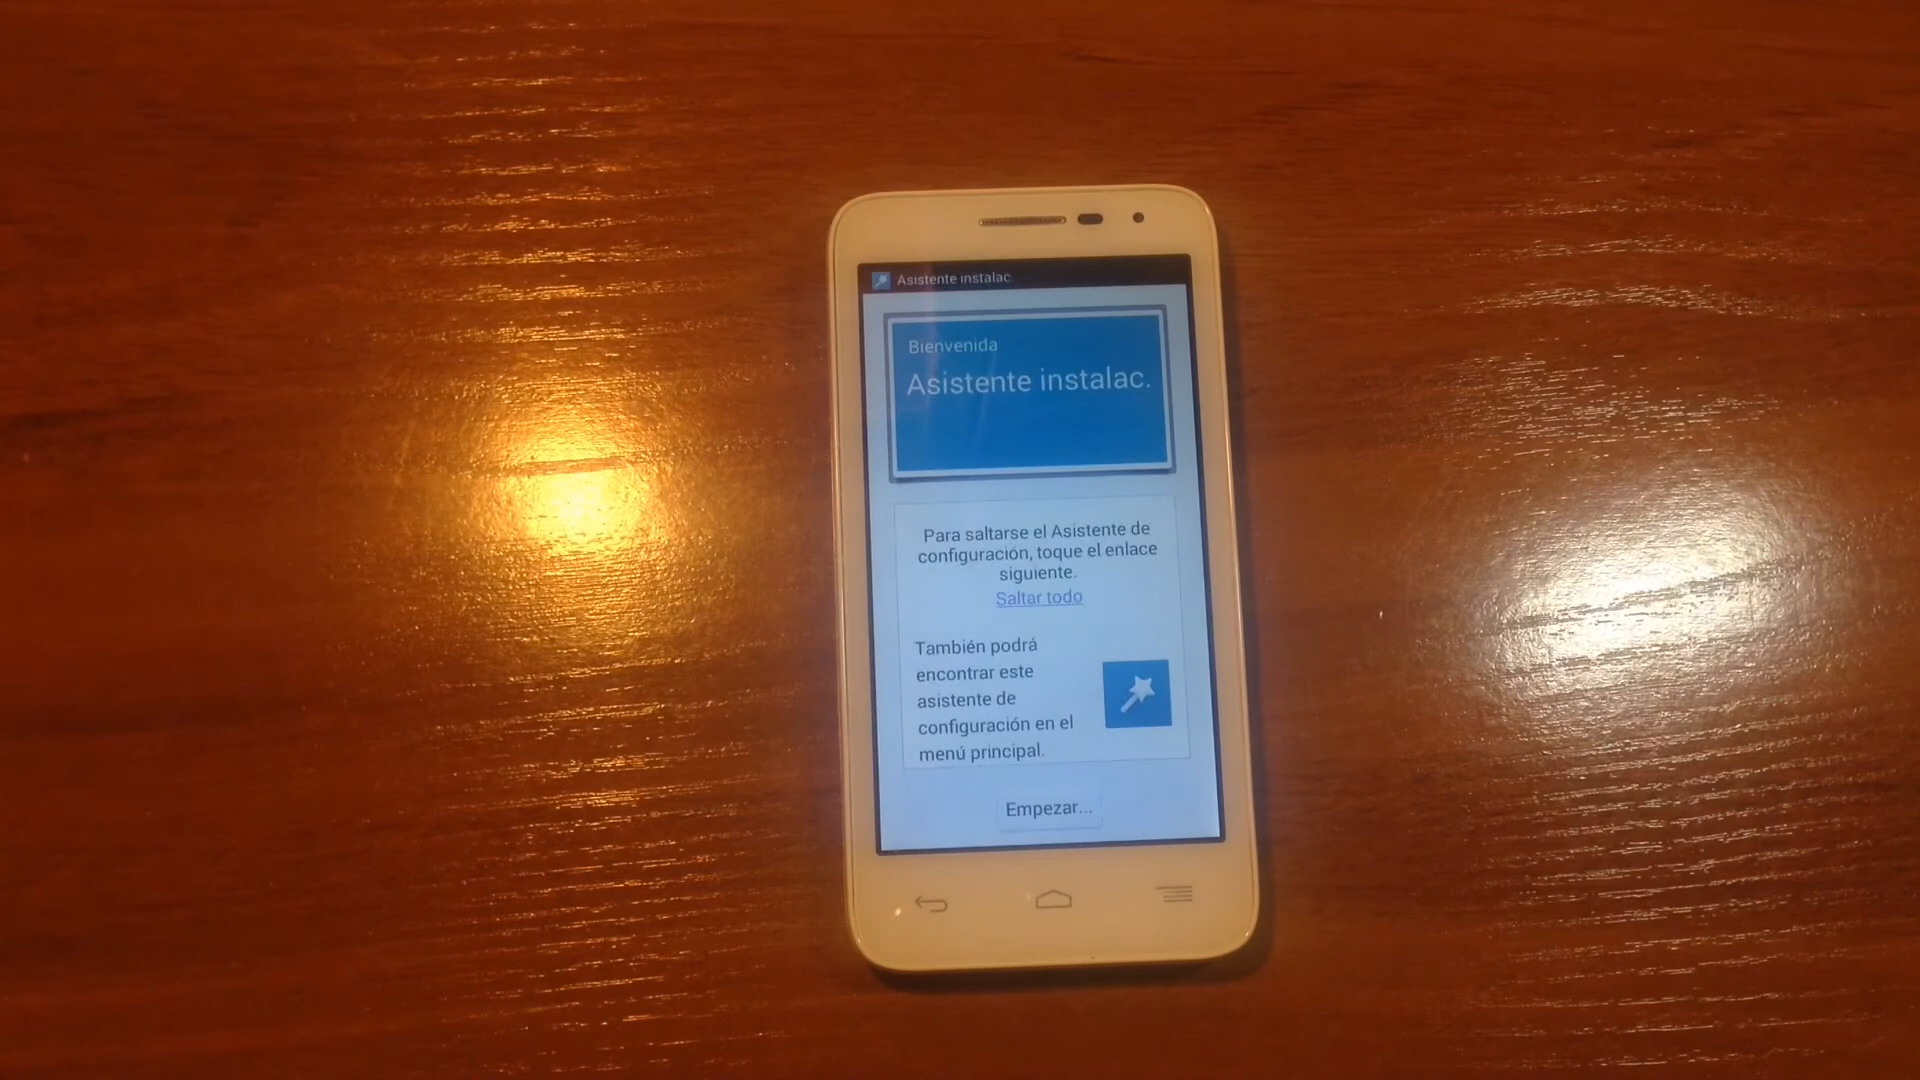 Asistente instalac.
Bienvenida
Asistente instalac.
Para saltarse el Asistente de
configuración, toque el enlace
siguiente.
Saltar todo
También podrá
encontrar este
asistente de
configuración en el
menú principal.
Empezar...